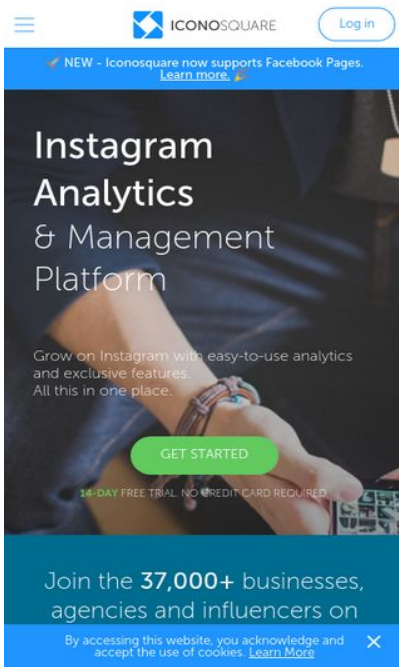 ICONOSQUARE
Log in
NEW - Iconosquare now supports Facebook Pages.
Learn more.
Instagram
Analytics
& Management
Platform
Grow on Instagram with easy-to-use analytics
and exclusive features.
All this in one place.
GET STARTED
14-DAY FREE TRIAL. NO CREDIT CARD REQUIRED
Join the 37,000+ businesses,
agencies and influencers on
By accessing this website, you acknowledge and
accept the use of cookies. Learn More